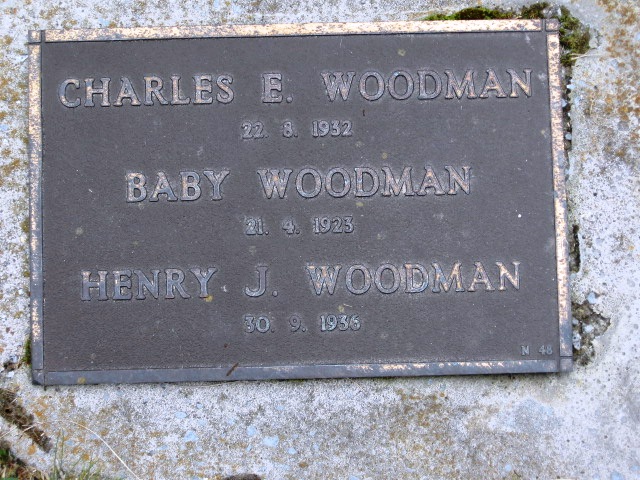 CHARLES E. WOODMAN
22. 8. 1932
BABY WOODMAN
21. 4. 1923
HENRY J. WOODMAN
30. 9. 1936
N 48